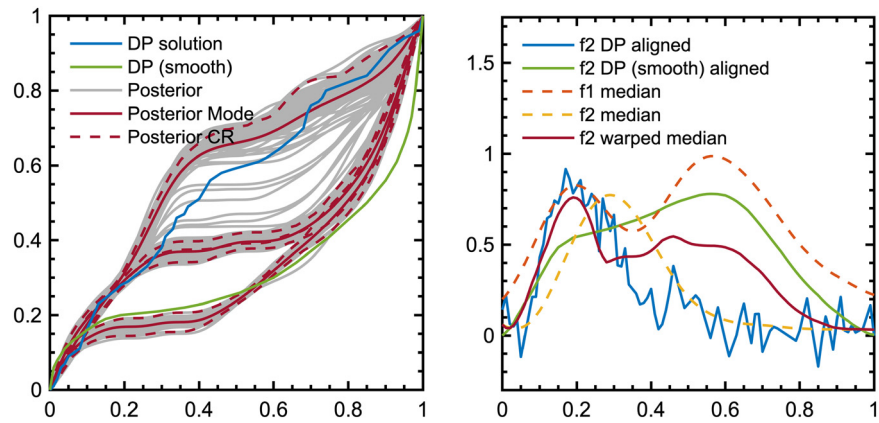 1
0.8
0.6
0.4
0.2
0
0
0.2
0.4
0.6
0.8
1
DP solution
DP (smooth)
Posterior
Posterior Mode
Posterior CR
1.5
1
0.5
0
0
0.2
0.4
0.6
0.8
1
f2 DP aligned
f2 DP (smooth) aligned
f1 median
f2 median
f2 warped median